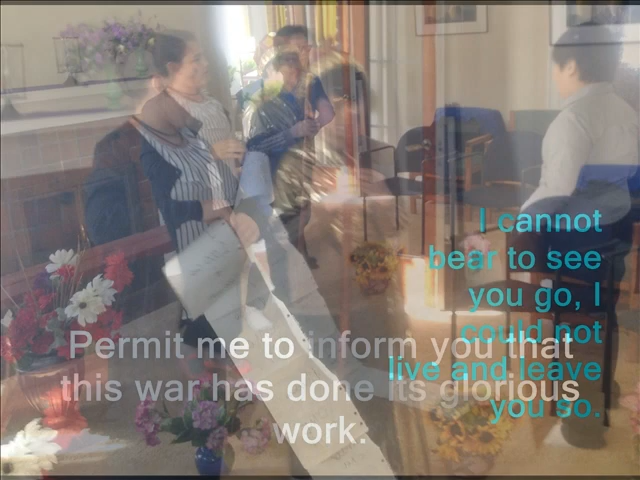 I cannot
bear to see
you go, I
could not
live and leave
you so.
Permit me to inform you that
this war has done its glorious
work.